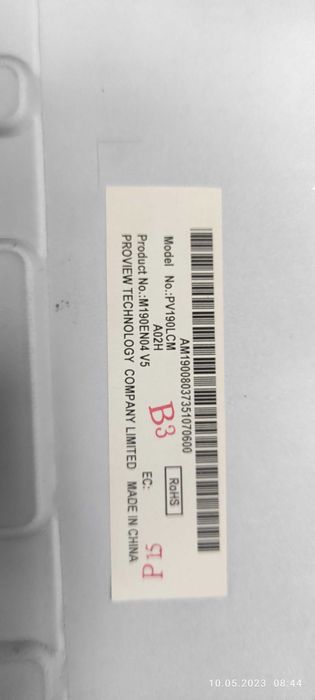 AM19008037351070600
Model No.:PV190LCM
A02H
B3
RoHS
Product No.:M190EN04 V5
EC:
P15
PROVIEW TECHNOLOGY COMPANY LIMITED MADE IN CHINA
10.05.2023 08:44